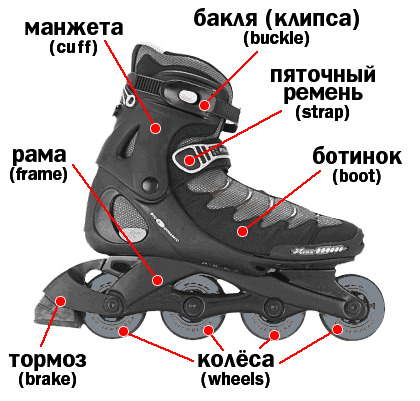 манжета
(cuff)
бакля (клипса)
(buckle)
пяточный
ремень
(strap)
рама
(frame)
ботинок
(boot)
тормоз
(brake)
колёса
(wheels)